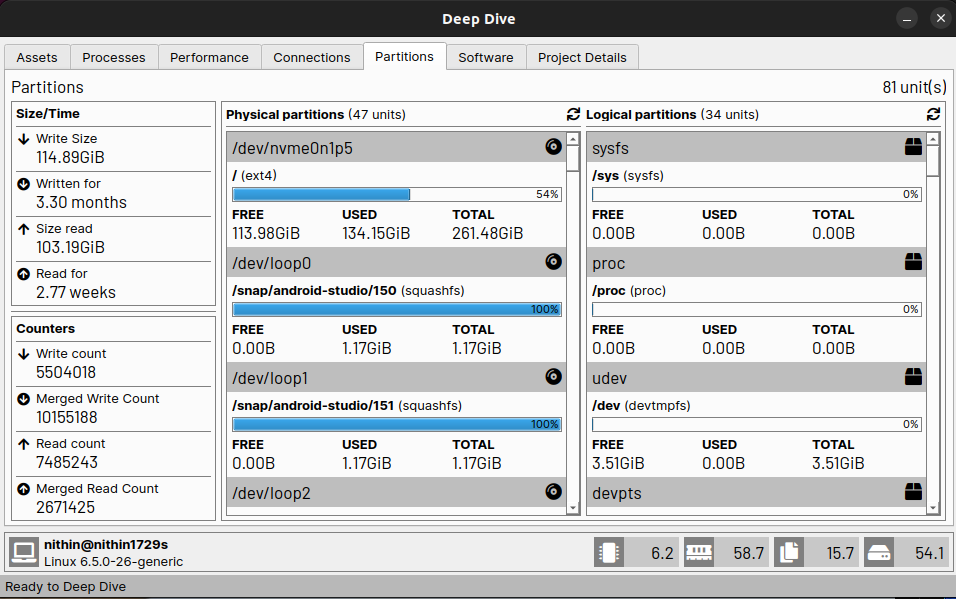 Deep Dive
Assets Processes Performance Connections Partitions Software Project Details
Partitions 81 unit(s)
Size/Time
Write Size
114.89GiB
Written for
3.30 months
Size read
103.19GiB
Read for
2.77 weeks
Counters
Write count
5504018
Merged Write Count
10155188
Read count
7485243
Merged Read Count
2671425
Physical partitions (47 units)
/dev/nvme0n1p5
/ (ext4)
54%
FREE USED TOTAL
113.98GiB 134.15GiB 261.48GiB
/dev/loop0
/snap/android-studio/150 (squashfs)
100%
FREE USED TOTAL
0.00B 1.17GiB 1.17GiB
/dev/loop1
/snap/android-studio/151 (squashfs)
100%
FREE USED TOTAL
0.00B 1.17GiB 1.17GiB
/dev/loop2
Logical partitions (34 units)
sysfs
/sys (sysfs)
0%
FREE USED TOTAL
0.00B 0.00B 0.00B
proc
/proc (proc)
0%
FREE USED TOTAL
0.00B 0.00B 0.00B
udev
/dev (devtmpfs)
0%
FREE USED TOTAL
3.51GiB 0.00B 3.51GiB
devpts
nithin@nithin1729s
Linux 6.5.0-26-generic
6.2 58.7 15.7 54.1
Ready to Deep Dive